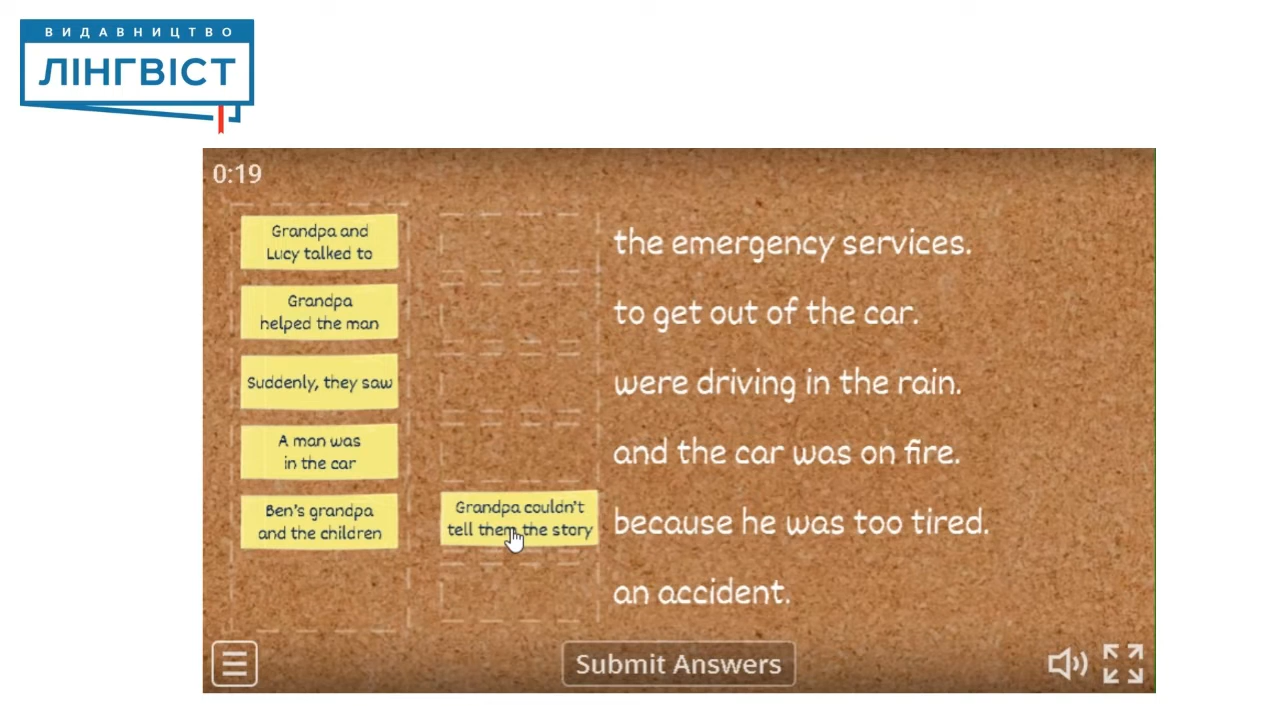 ВИДАВНИЦТВО
ЛІНГВІСТ
0:19
Grandpa and
Lucy talked to
the emergency services.
Grandpa
helped the man
to get out of the car.
Suddenly, they saw
were driving in the rain.
A man was
in the car
and the car was on fire.
Ben's grandpa
and the children
Grandpa couldn't
tell them the story
because he was too tired.
an accident.
Submit Answers